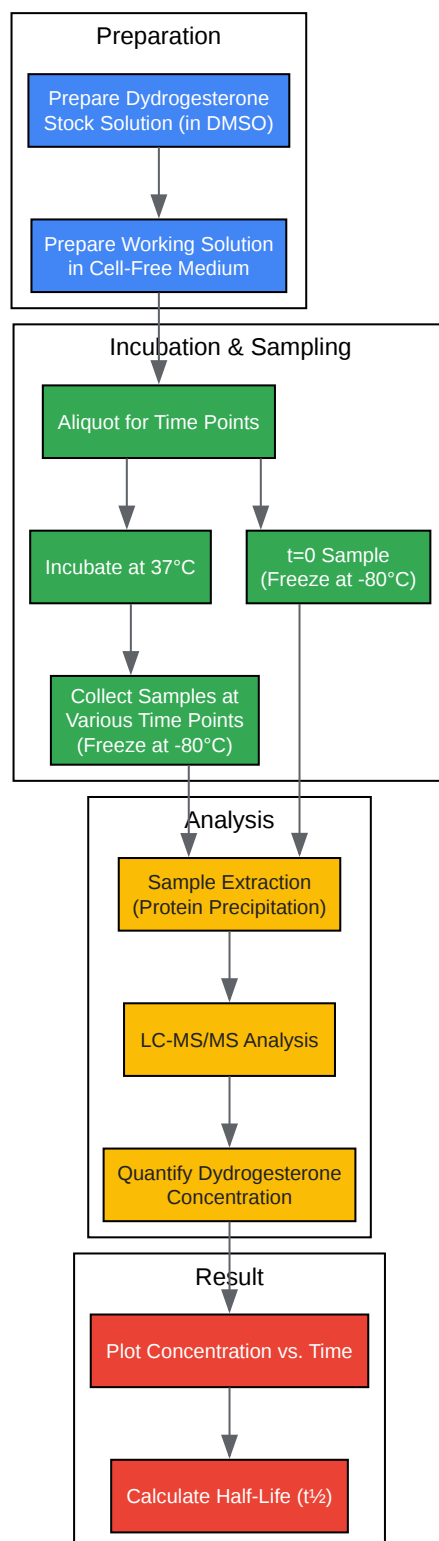 Preparation
Prepare Dydrogesterone
Stock Solution (in DMSO)
Prepare Working Solution
in Cell-Free Medium
Incubation & Sampling
Aliquot for Time Points
Incubate at 37°C
t=0 Sample
(Freeze at -80°C)
Collect Samples at
Various Time Points
(Freeze at -80°C)
Analysis
Sample Extraction
(Protein Precipitation)
LC-MS/MS Analysis
Quantify Dydrogesterone
Concentration
Result
Plot Concentration vs. Time
Calculate Half-Life (t½)